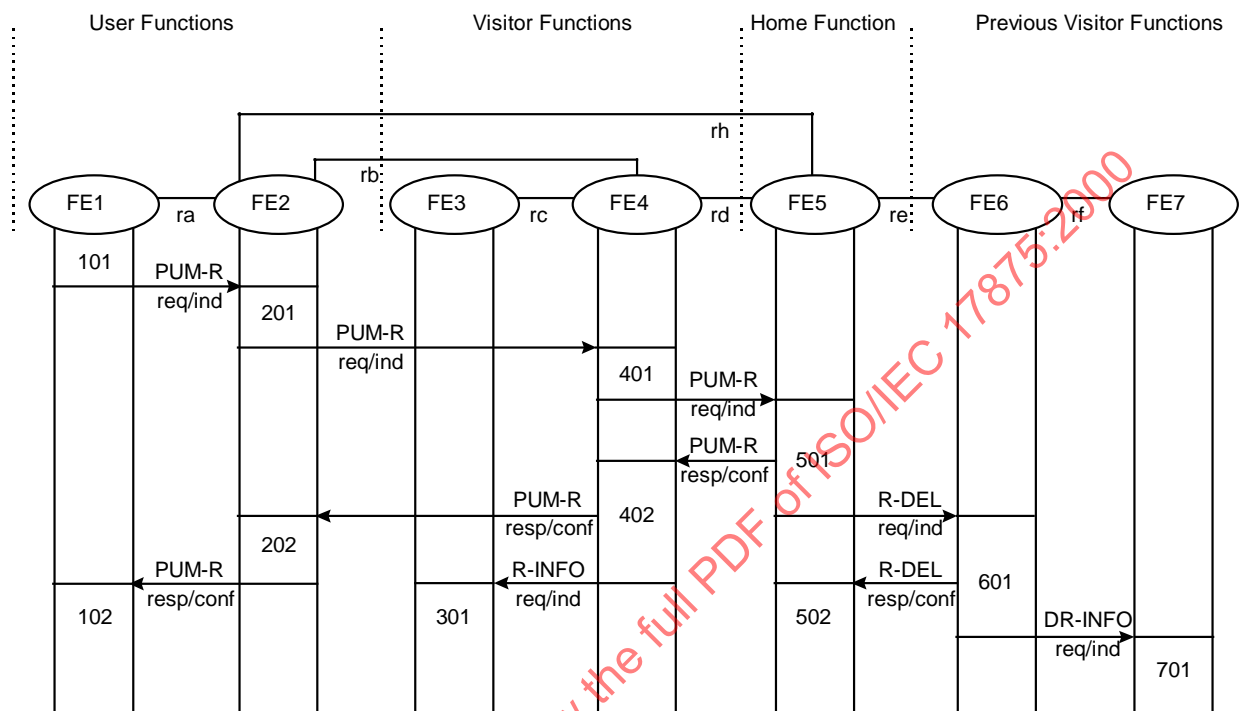 User Functions
Visitor Functions
Home Function
Previous Visitor Functions
rh
rb
FE1
FE2
FE3
FE4
FE5
FE6
FE7
ra
rc
rd
re
rf
101
PUM-R
req/ind
201
PUM-R
req/ind
401
PUM-R
req/ind
PUM-R
resp/conf
501
PUM-R
resp/conf
402
R-DEL
req/ind
202
PUM-R
resp/conf
R-INFO
req/ind
R-DEL
resp/conf
601
102
301
502
DR-INFO
req/ind
701
y the full PDF of ISO/IEC 17875:2000